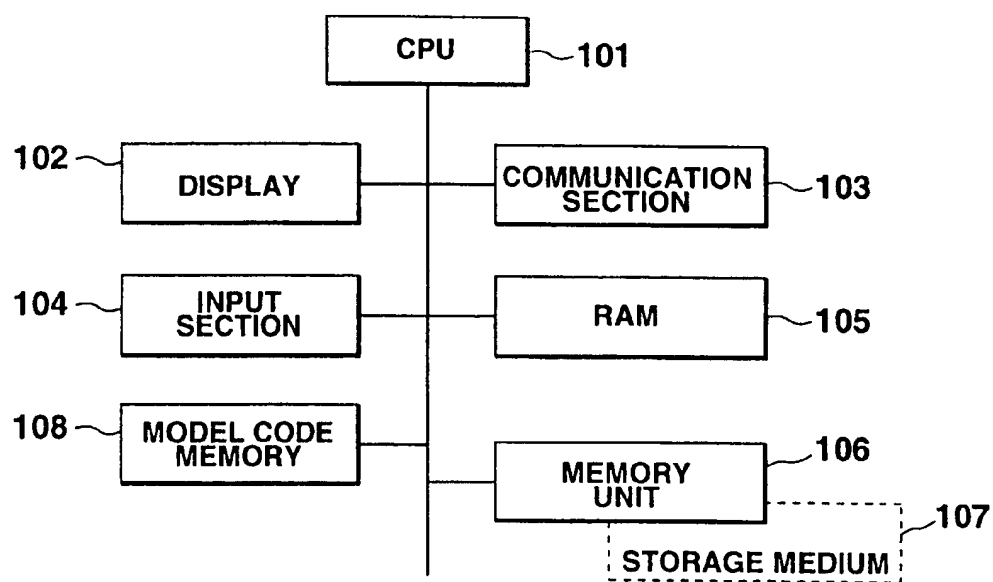 CPU
101
102
DISPLAY
COMMUNICATION
SECTION
103
104
INPUT
SECTION
RAM
105
108
MODEL CODE
MEMORY
MEMORY
UNIT
106
107
STORAGE MEDIUM